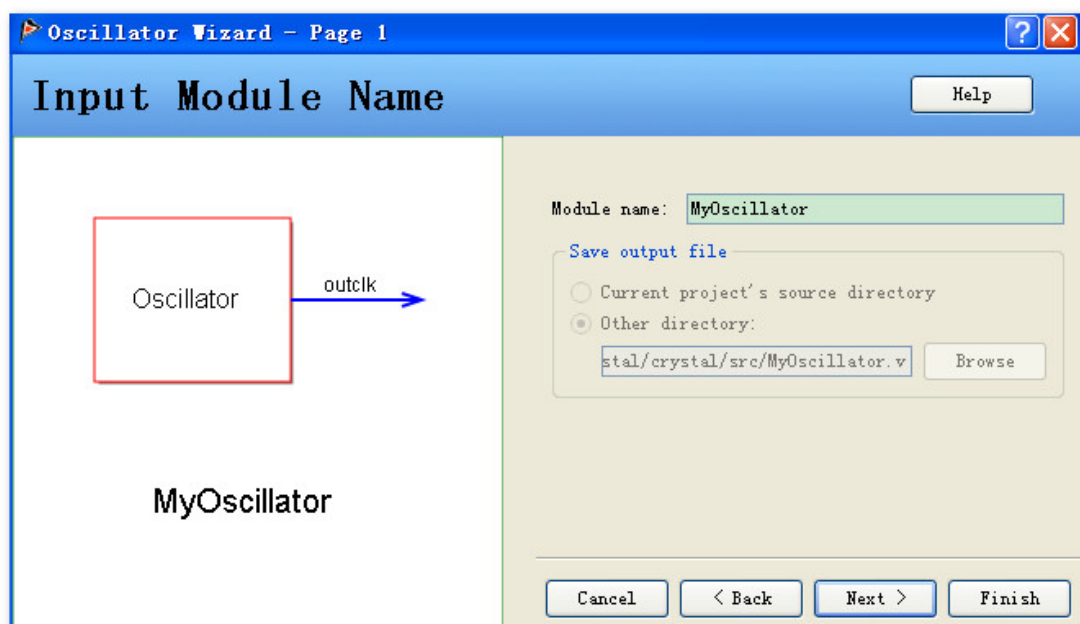 Oscillator Wizard - Page 1
Input Module Name
Help
Oscillator
outclk
MyOscillator
Module name: MyOscillator
Save output file
Current project's source directory
Other directory:
stal/crystal/src/MyOscillator.v
Browse
Cancel
< Back
Next >
Finish